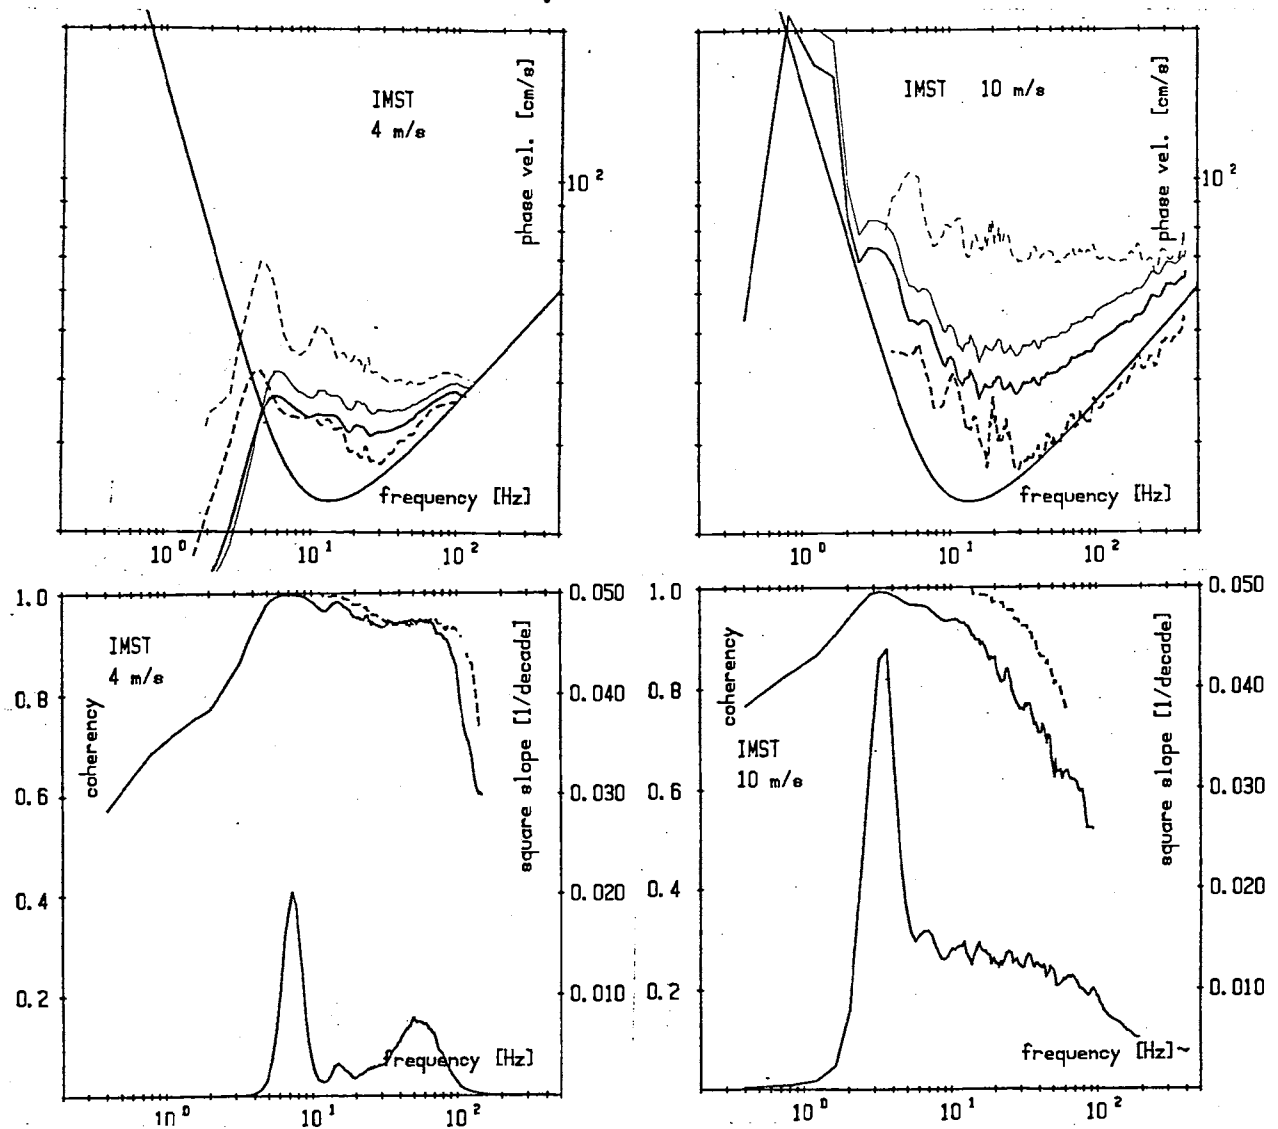 IMST
4 m/s
phase vel. [cm/s]
10²
frequency [Hz]
10⁰
10¹
10²
IMST 10 m/s
phase vel. [cm/s]
10²
frequency [Hz]
10⁰
10¹
10²
1.0
0.8
0.6
0.4
0.2
coherency
IMST
4 m/s
square slope [1/decade]
0.050
0.040
0.030
0.020
0.010
frequency [Hz]
10⁰
10¹
10²
1.0
0.8
0.6
0.4
0.2
coherency
IMST
10 m/s
square slope [1/decade]
0.050
0.040
0.030
0.020
0.010
frequency [Hz]~
10⁰
10¹
10²